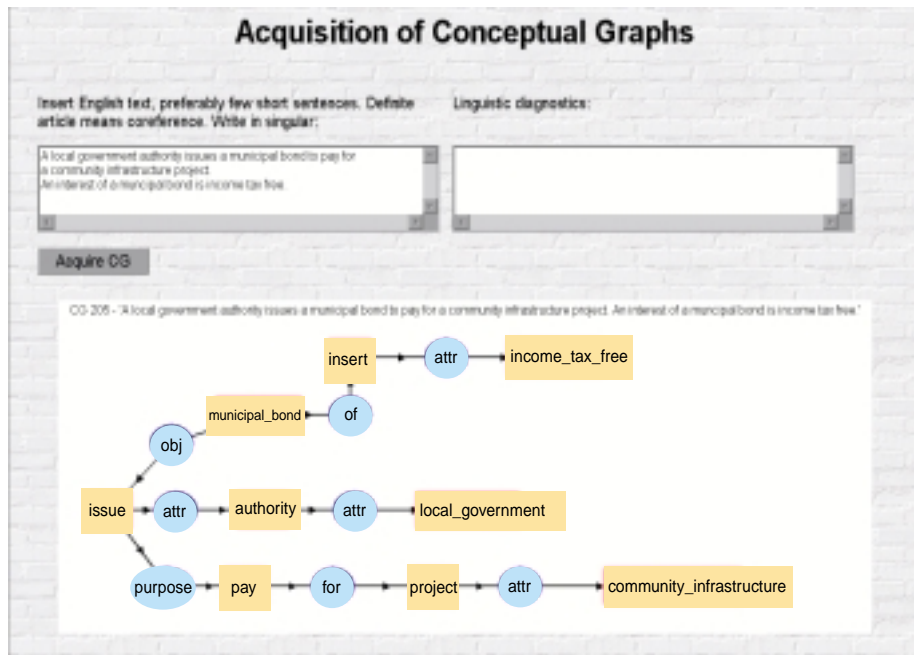 Acquisition of Conceptual Graphs
Insert English text, preferably few short sentences. Definite
article means coreference. Write in singular:
Linguistic diagnostics:
A local government authority issues a municipal bond to pay for
a community infrastructure project.
An interest of a muncipal bond is income tax free.
Acquire CG
CG 205 - "A local government authority issues a municipal bond to pay for a community infrastructure project. An interest of a muncipal bond is income tax free."
insert
attr
income_tax_free
municipal_bond
of
obj
issue
attr
authority
attr
local_government
purpose
pay
for
project
attr
community_infrastructure